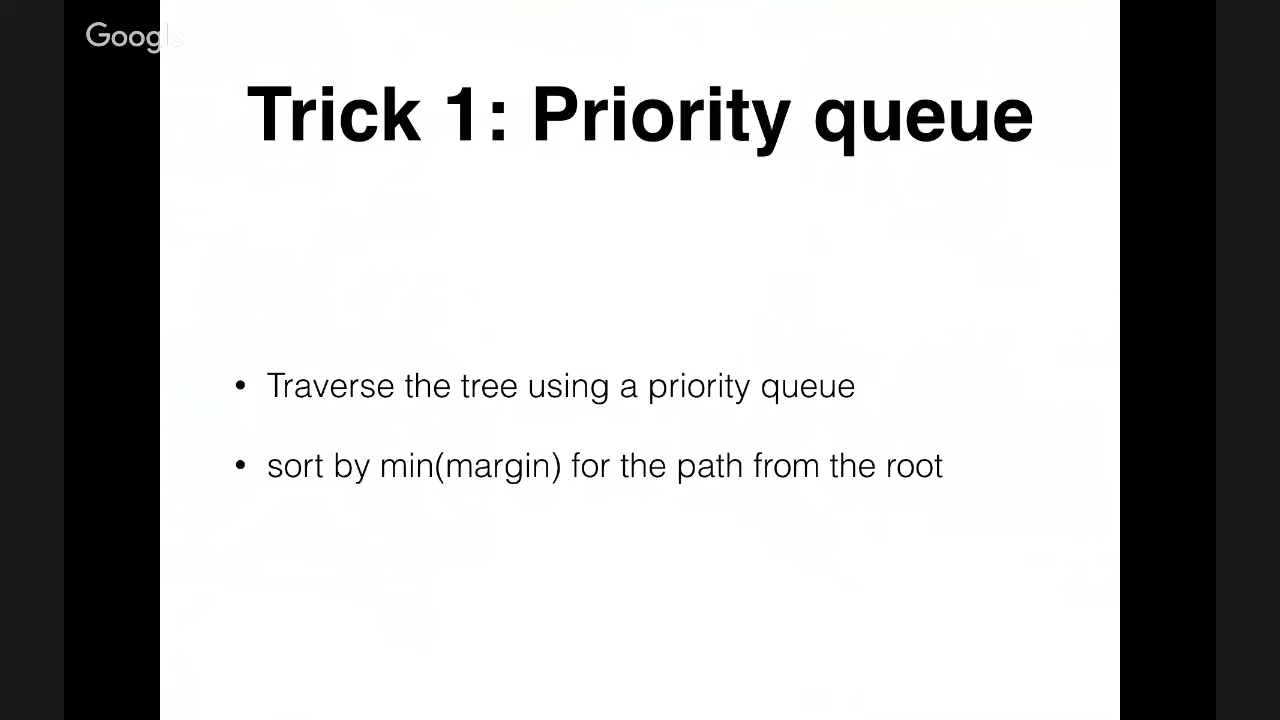 Google
Trick 1: Priority queue
• Traverse the tree using a priority queue
• sort by min(margin) for the path from the root